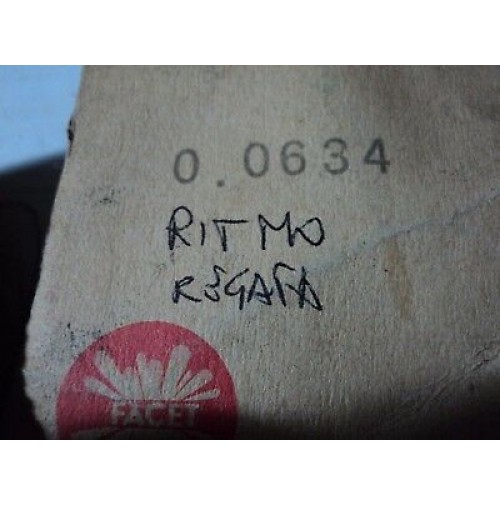 0.0634
RITMO
REGATA
FACET